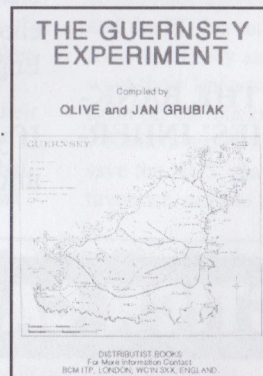 THE GUERNSEY
EXPERIMENT
Compiled by
OLIVE and JAN GRUBIAK
GUERNSEY
DISTRIBUTIST BOOKS
For More Information Contact
BCM ITP, LONDON, WC1N 3XX, ENGLAND.